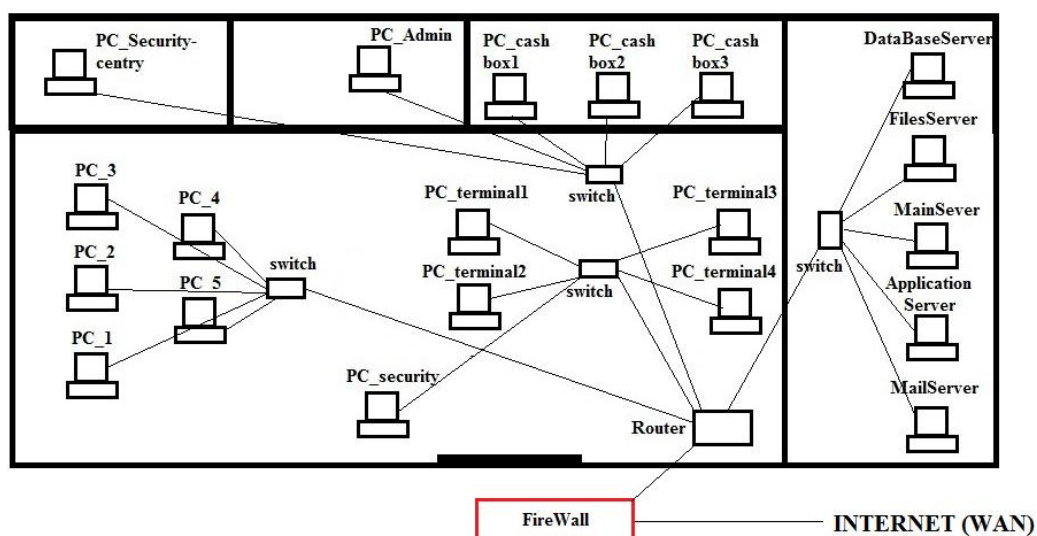 PC_Security-
centry
PC_Admin
PC_cash
box1
PC_cash
box2
PC_cash
box3
DataBaseServer
FilesServer
MainSever
Application
Server
MailServer
switch
switch
PC_terminal1
PC_terminal3
PC_terminal2
PC_terminal4
switch
PC_3
PC_4
PC_2
PC_5
PC_1
switch
PC_security
Router
FireWall
INTERNET (WAN)